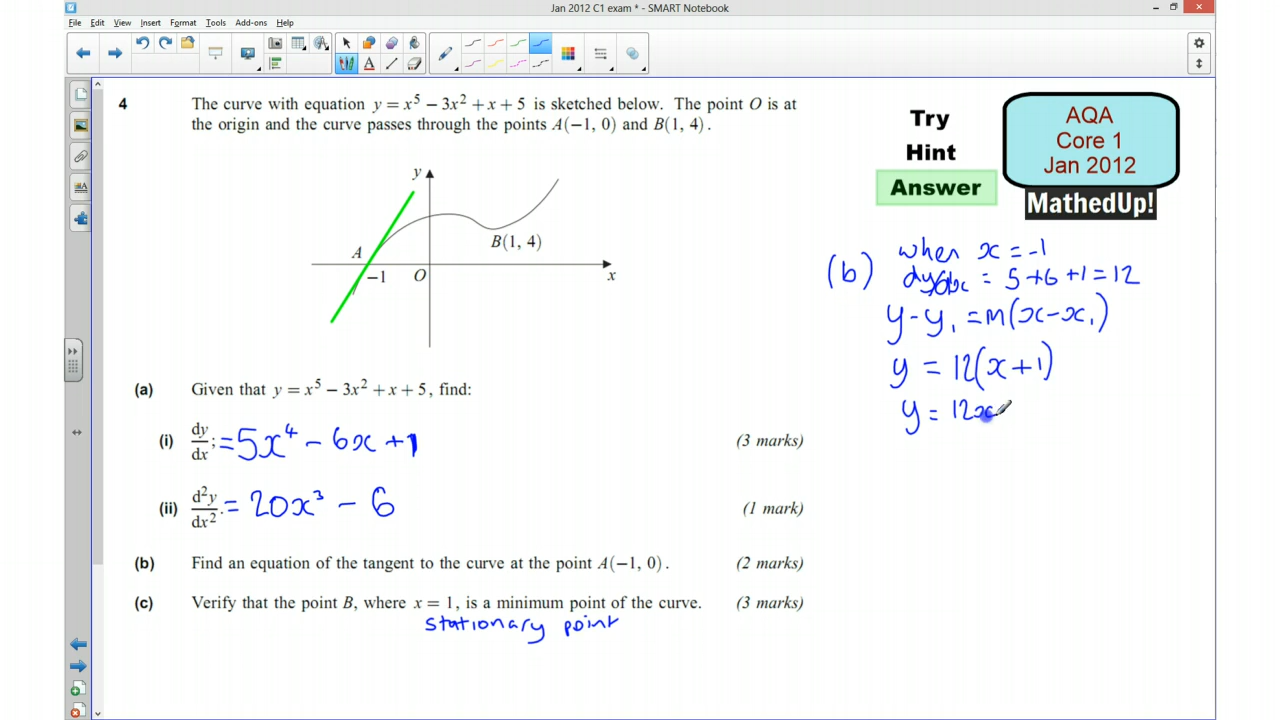 Jan 2012 C1 exam * - SMART Notebook
File Edit View Insert Format Tools Add-ons Help
4 The curve with equation y = x⁵ − 3x² + x + 5 is sketched below. The point O is at
the origin and the curve passes through the points A(−1, 0) and B(1, 4).
Try
Hint
Answer
AQA
Core 1
Jan 2012
MathedUp!
y
A
B(1, 4)
−1
O
x
(a) Given that y = x⁵ − 3x² + x + 5, find:
(i) dy/dx; = 5x⁴ − 6x + 1 (3 marks)
(ii) d²y/dx². = 20x³ − 6 (1 mark)
(b) Find an equation of the tangent to the curve at the point A(−1, 0). (2 marks)
(c) Verify that the point B, where x = 1, is a minimum point of the curve. (3 marks)
stationary point
(b) when x = -1
dy/dx = 5 + 6 + 1 = 12
y - y₁ = m(x - x₁)
y = 12(x + 1)
y = 12x